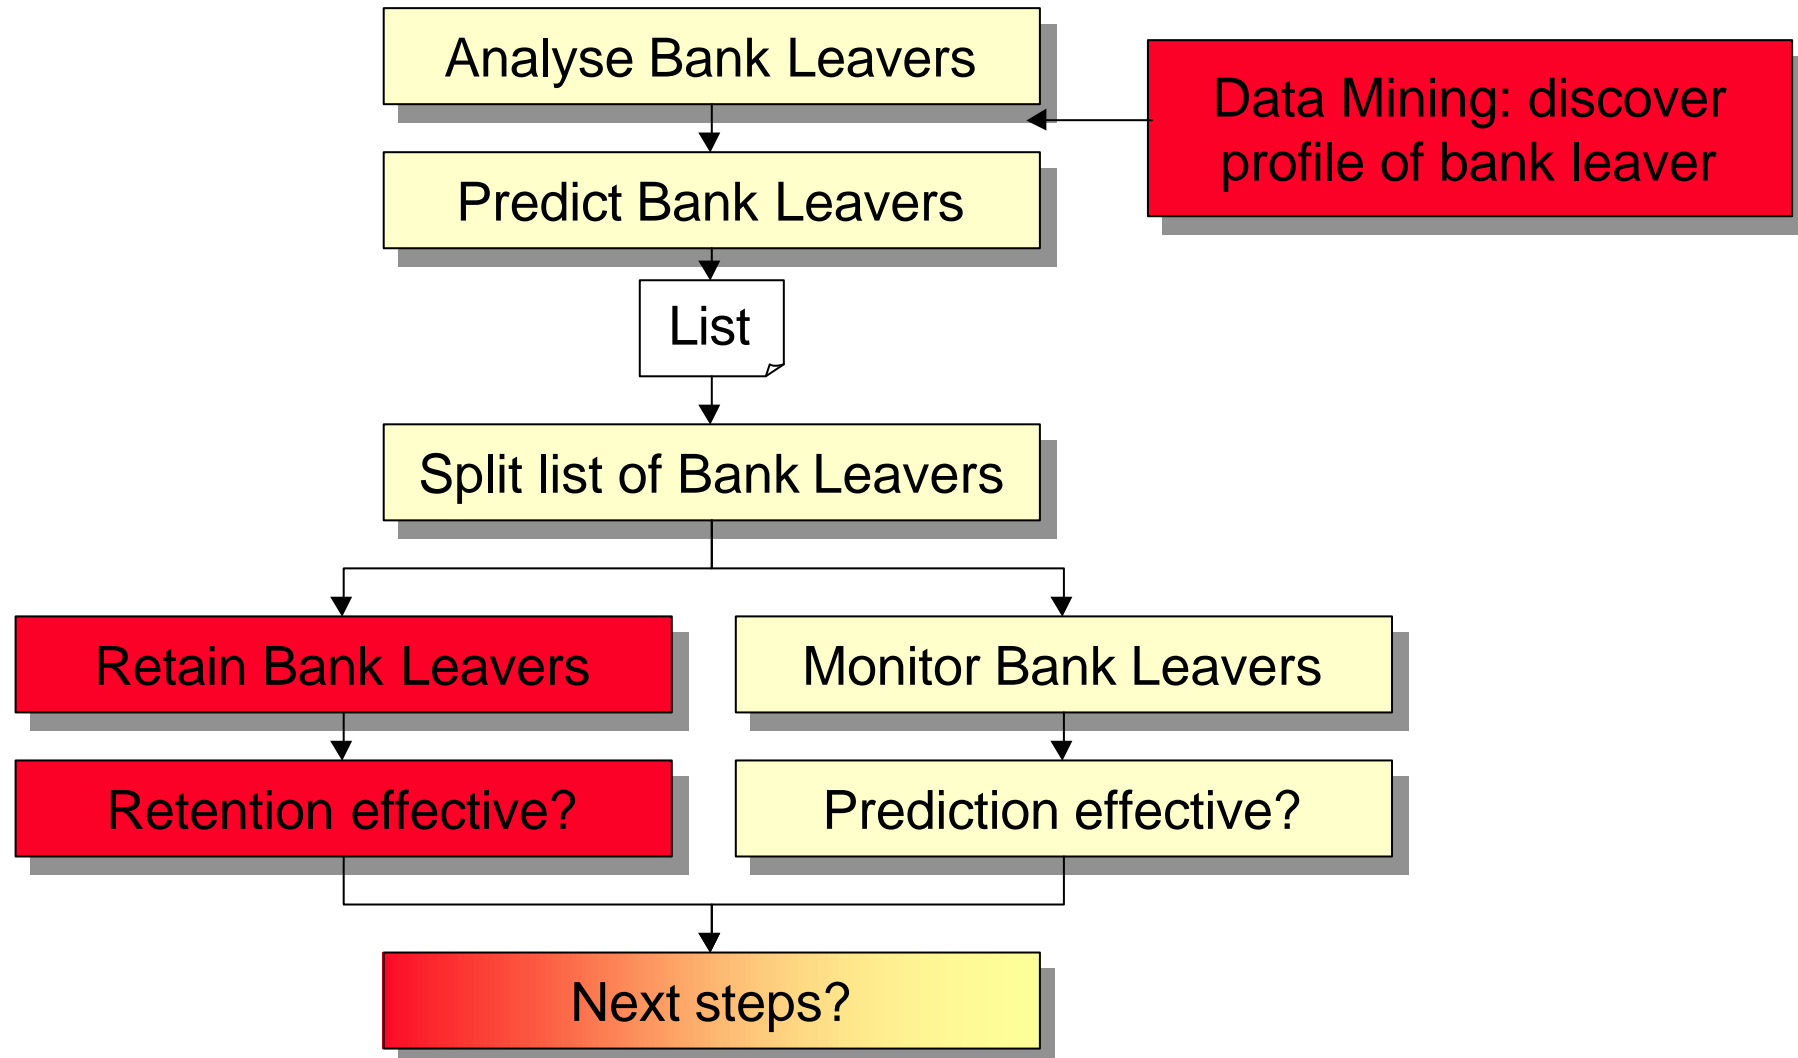 Analyse Bank Leavers
Data Mining: discover
profile of bank leaver
Predict Bank Leavers
List
Split list of Bank Leavers
Retain Bank Leavers
Monitor Bank Leavers
Retention effective?
Prediction effective?
Next steps?